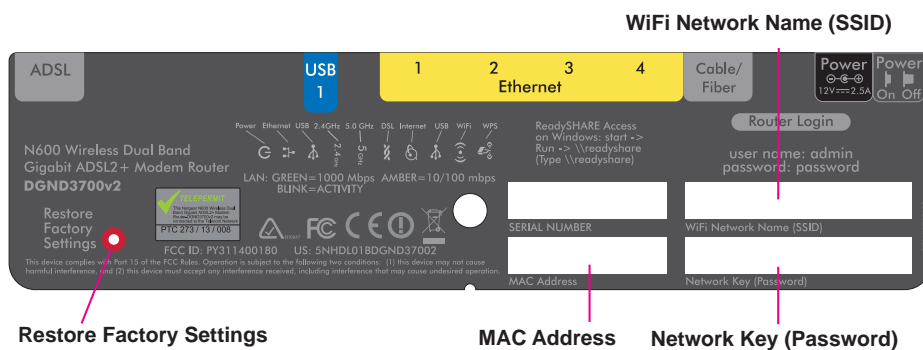 WiFi Network Name (SSID)
ADSL
USB
1
1 2 3 4
Ethernet
Cable/
Fiber
Power
12V 2.5A
Power
On Off
N600 Wireless Dual Band
Gigabit ADSL2+ Modem Router
DGND3700v2
Power Ethernet USB 2.4GHz 5.0 GHz DSL Internet USB WiFi WPS
2.4 GHz
5 GHz
LAN: GREEN=1000 Mbps AMBER=10/100 mbps
BLINK=ACTIVITY
ReadySHARE Access
on Windows: start ->
Run -> \\readyshare
(Type \\readyshare)
Router Login
user name: admin
password: password
Restore
Factory
Settings
TELEPERMIT
PTC 273 / 13 / 008
FC CE
FCC ID: PY311400180 US: 5NHDL01BDGND37002
This device complies with Part 15 of the FCC Rules. Operation is subject to the following two conditions: (1) this device may not cause
harmful interference, and (2) this device must accept any interference received, including interference that may cause undesired operation.
SERIAL NUMBER
WiFi Network Name (SSID)
MAC Address
Network Key (Password)
Restore Factory Settings
MAC Address
Network Key (Password)